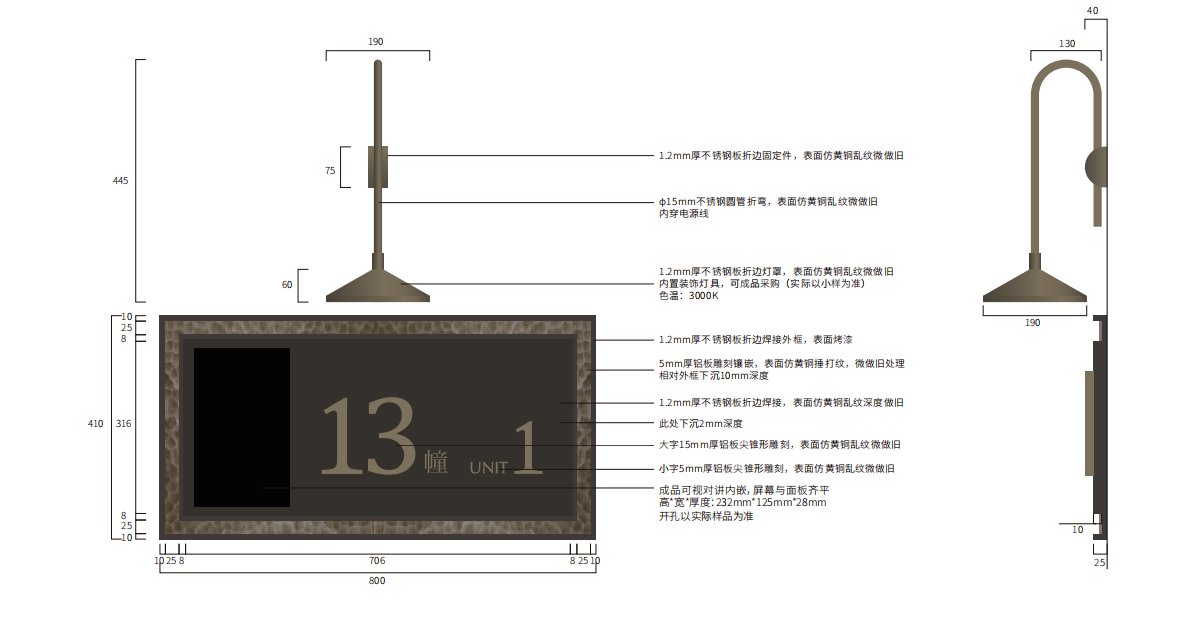 40
190
130
445
75
1.2mm厚不锈钢板折边固定件，表面仿黄铜乱纹微做旧
φ15mm不锈钢圆管折弯，表面仿黄铜乱纹微做旧
内穿电源线
60
1.2mm厚不锈钢板折边灯罩，表面仿黄铜乱纹微做旧
内置装饰灯具，可成品采购（实际以小样为准）
色温：3000K
190
10
25
8
1.2mm厚不锈钢板折边焊接外框，表面烤漆
5mm厚铝板雕刻镶嵌，表面仿黄铜捶打纹，微做旧处理
相对外框下沉10mm深度
1.2mm厚不锈钢板折边焊接，表面仿黄铜乱纹深度做旧
410
316
此处下沉2mm深度
13幢 UNIT 1
大字15mm厚铝板尖锥形雕刻，表面仿黄铜乱纹微做旧
小字5mm厚铝板尖锥形雕刻，表面仿黄铜乱纹微做旧
成品可视对讲内嵌，屏幕与面板齐平
高*宽*厚度：232mm*125mm*28mm
开孔以实际样品为准
8
25
10
10
10 25 8
706
8 25 10
25
800